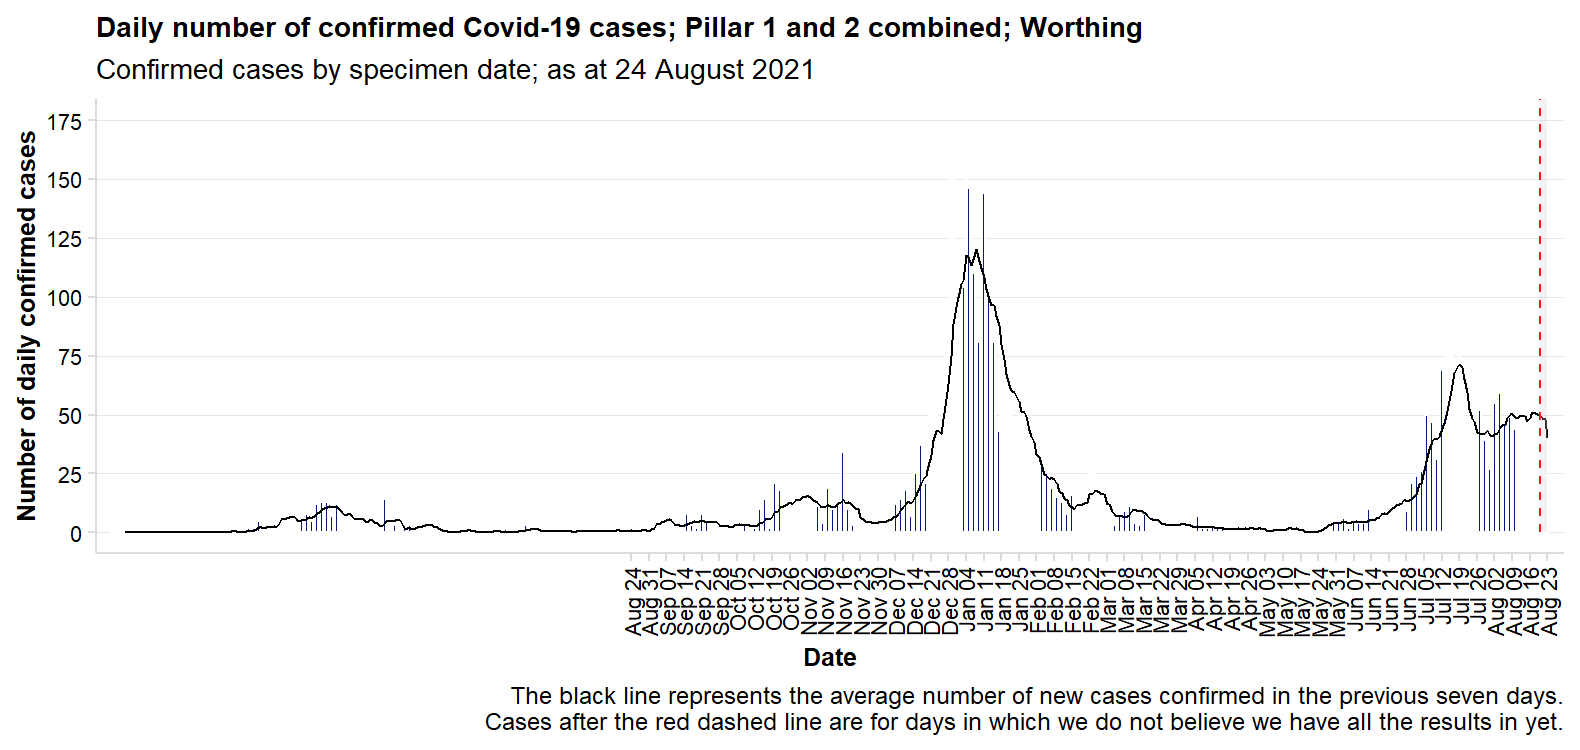 Daily number of confirmed Covid-19 cases; Pillar 1 and 2 combined; Worthing
Confirmed cases by specimen date; as at 24 August 2021
Number of daily confirmed cases
175
150
125
100
75
50
25
0
Aug 24
Aug 31
Sep 07
Sep 14
Sep 21
Sep 28
Oct 05
Oct 12
Oct 19
Oct 26
Nov 02
Nov 09
Nov 16
Nov 23
Nov 30
Dec 07
Dec 14
Dec 21
Dec 28
Jan 04
Jan 11
Jan 18
Jan 25
Feb 01
Feb 08
Feb 15
Feb 22
Mar 01
Mar 08
Mar 15
Mar 22
Mar 29
Apr 05
Apr 12
Apr 19
Apr 26
May 03
May 10
May 17
May 24
May 31
Jun 07
Jun 14
Jun 21
Jun 28
Jul 05
Jul 12
Jul 19
Jul 26
Aug 02
Aug 09
Aug 16
Aug 23
Date
The black line represents the average number of new cases confirmed in the previous seven days.
Cases after the red dashed line are for days in which we do not believe we have all the results in yet.